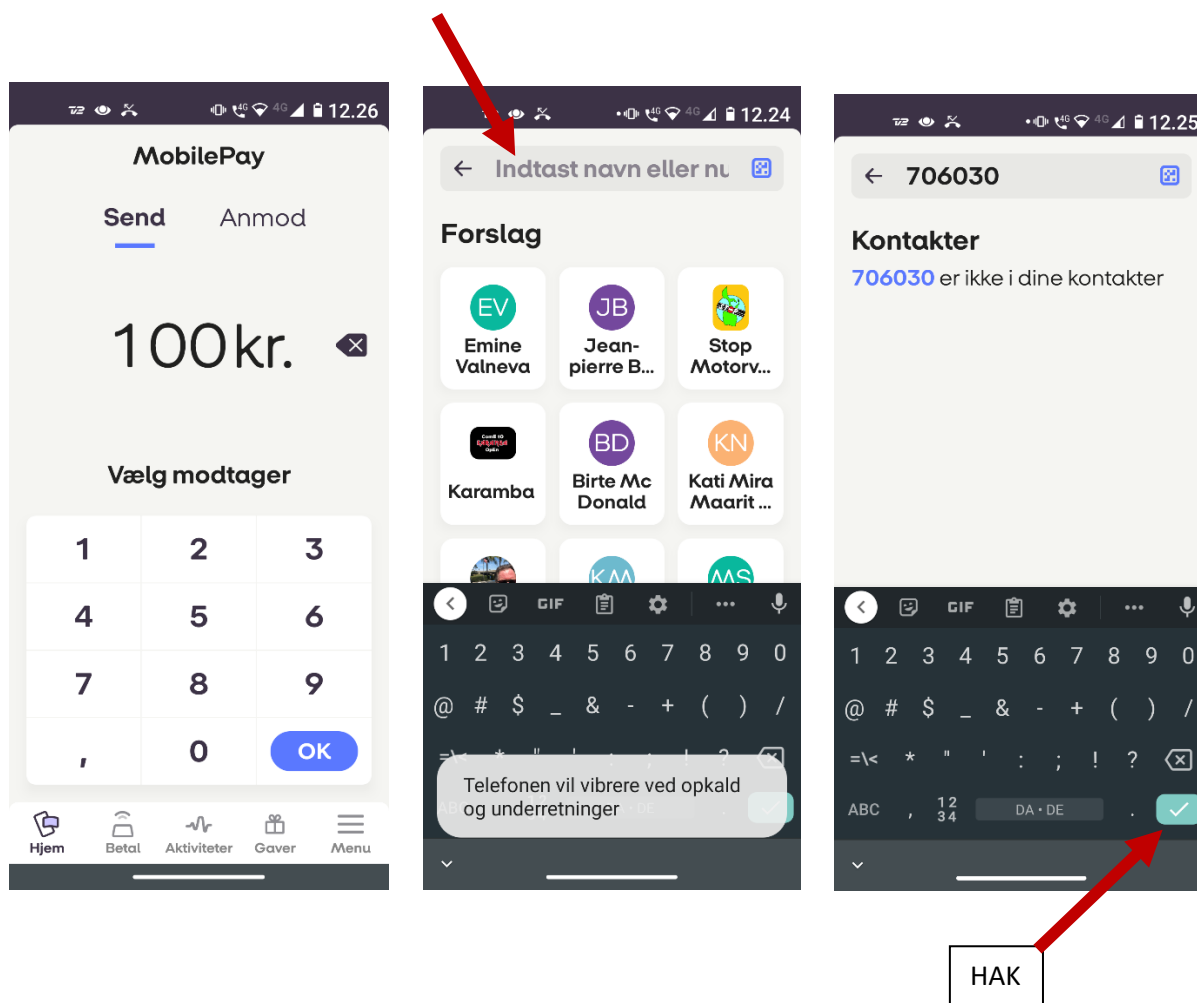 12.26
MobilePay
Send Anmod
100 kr.
Vælg modtager
1 2 3
4 5 6
7 8 9
, 0 OK
Hjem Betal Aktiviteter Gaver Menu
4G 12.24
Indtast navn eller nu
Forslag
EV JB
Emine Valneva
Jean-pierre B...
Stop Motorv...
BD KN
Karamba
Birte Mc Donald
Kati Mira Maarit ...
KM MS
GIF ...
1 2 3 4 5 6 7 8 9 0
@ # $ _ & - + ( ) /
=\< * " ' : ; ! ?
Telefonen vil vibrere ved opkald
og underretninger
4G 12.25
706030
Kontakter
706030 er ikke i dine kontakter
GIF ...
1 2 3 4 5 6 7 8 9 0
@ # $ _ & - + ( ) /
=\< * " ' : ; ! ?
ABC , 12 34 DA • DE .
HAK